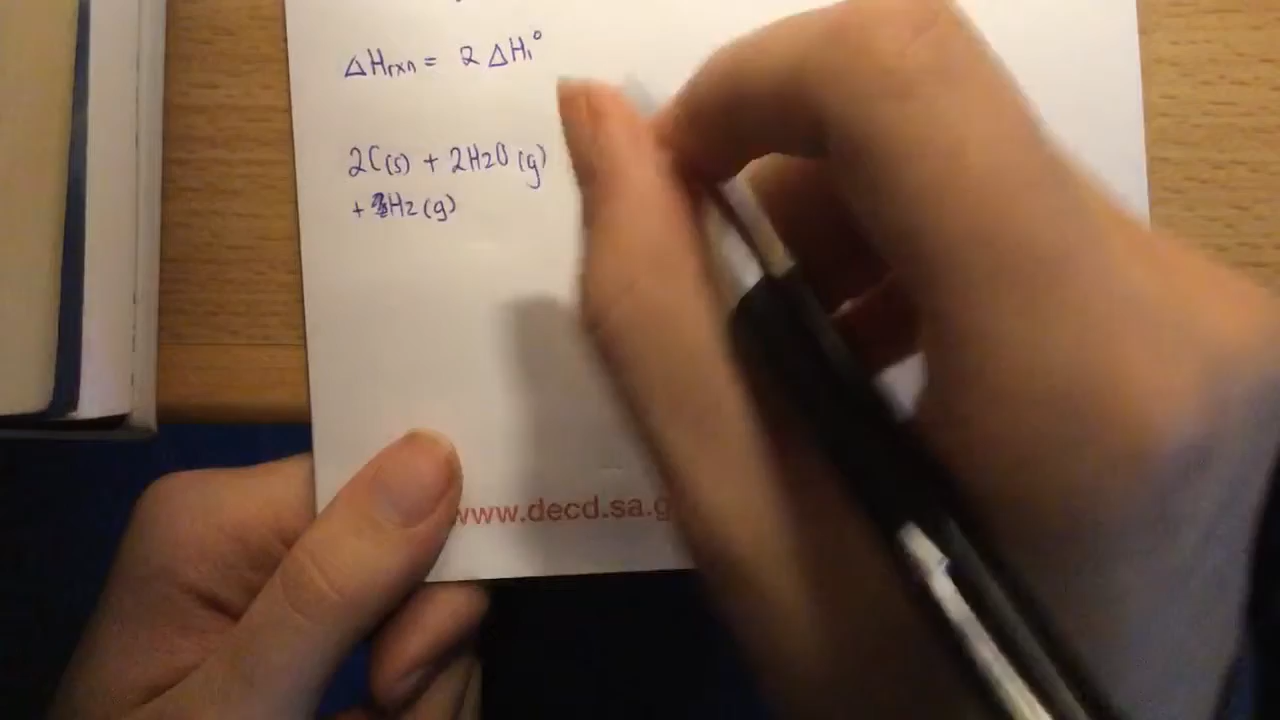 ΔHrxn = 2 ΔH₁°
2C(s) + 2H2O(g)
+ H2(g)
www.decd.sa.g